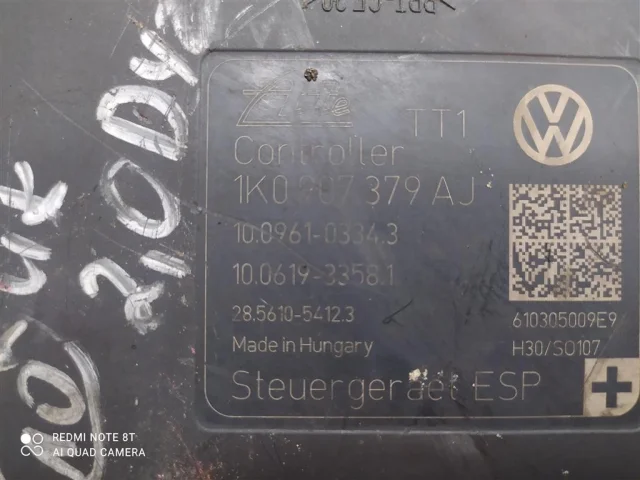 TT1
Controller
1K0 907 379 AJ
10.0961-0334.3
10.0619-3358.1
28.5610-5412.3
610305009E9
Made in Hungary
H30/SO107
Steuergeraet ESP
REDMI NOTE 8T
AI QUAD CAMERA